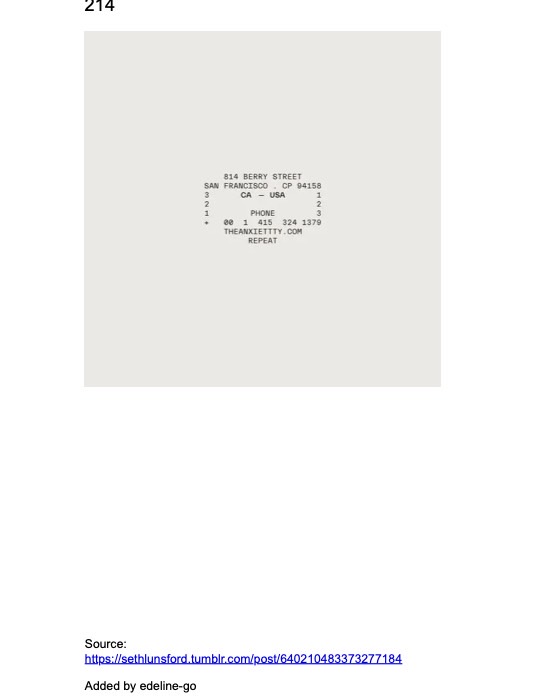 214
814 BERRY STREET
SAN FRANCISCO . CP 94158
3 CA — USA 1
2 2
1 PHONE 3
* 00 1 415 324 1379
THEANXIETTTY.COM
REPEAT
Source:
https://sethlunsford.tumblr.com/post/640210483373277184
Added by edeline-go